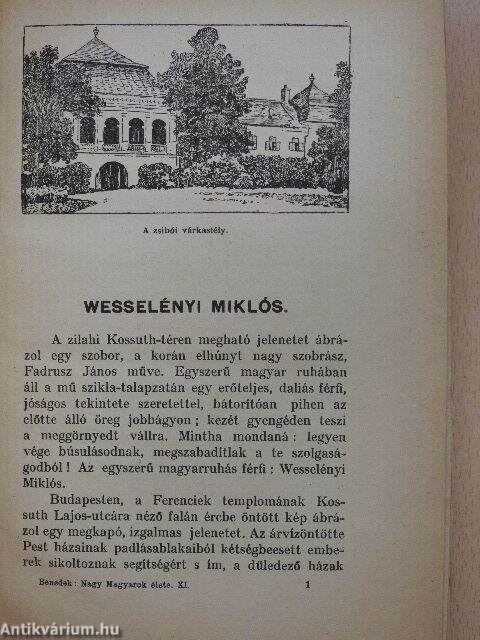 A zsibói várkastély.
WESSELÉNYI MIKLÓS.
A zilahi Kossuth-téren megható jelenetet ábrá-
zol egy szobor, a korán elhúnyt nagy szobrász,
Fadrusz János műve. Egyszerű magyar ruhában
áll a mű szikla-talapzatán egy erőteljes, daliás férfi,
jóságos tekintete szeretettel, bátorítóan pihen az
előtte álló öreg jobbágyon; kezét gyengéden teszi
a meggörnyedt vállra. Mintha mondaná: legyen
vége búsulásodnak, megszabadítlak a te szolgasá-
godból! Az egyszerű magyarruhás férfi: Wesselényi
Miklós.
Budapesten, a Ferenciek templomának Kos-
suth Lajos-utcára néző falán ércbe öntött kép ábrá-
zol egy megkapó, izgalmas jelenetet. Az árvízöntötte
Pest házainak padlásablakaiból kétségbeesett embe-
rek sikoltoznak segítségért s ím, a düledező házak
Benedek: Nagy Magyarok élete. XI. 1
Antikvárium.hu